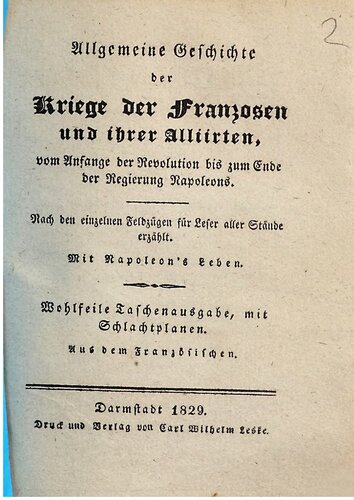 2
Allgemeine Geschichte
der
Kriege der Franzosen
und ihrer Alliirten,
vom Anfange der Revolution bis zum Ende
der Regierung Napoleons.
Nach den einzelnen Feldzügen für Leser aller Stände
erzählt.
Mit Napoleon's Leben.
Wohlfeile Taschenausgabe, mit
Schlachtplanen.
Aus dem Französischen.
Darmstadt 1829.
Druck und Verlag von Carl Wilhelm Leske.